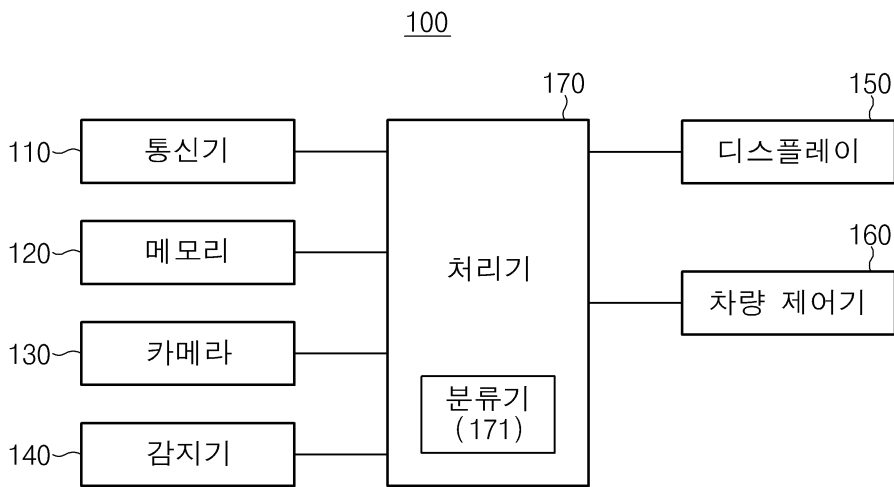 100
110
통신기
120
메모리
130
카메라
140
감지기
170
처리기
분류기
(171)
150
디스플레이
160
차량 제어기